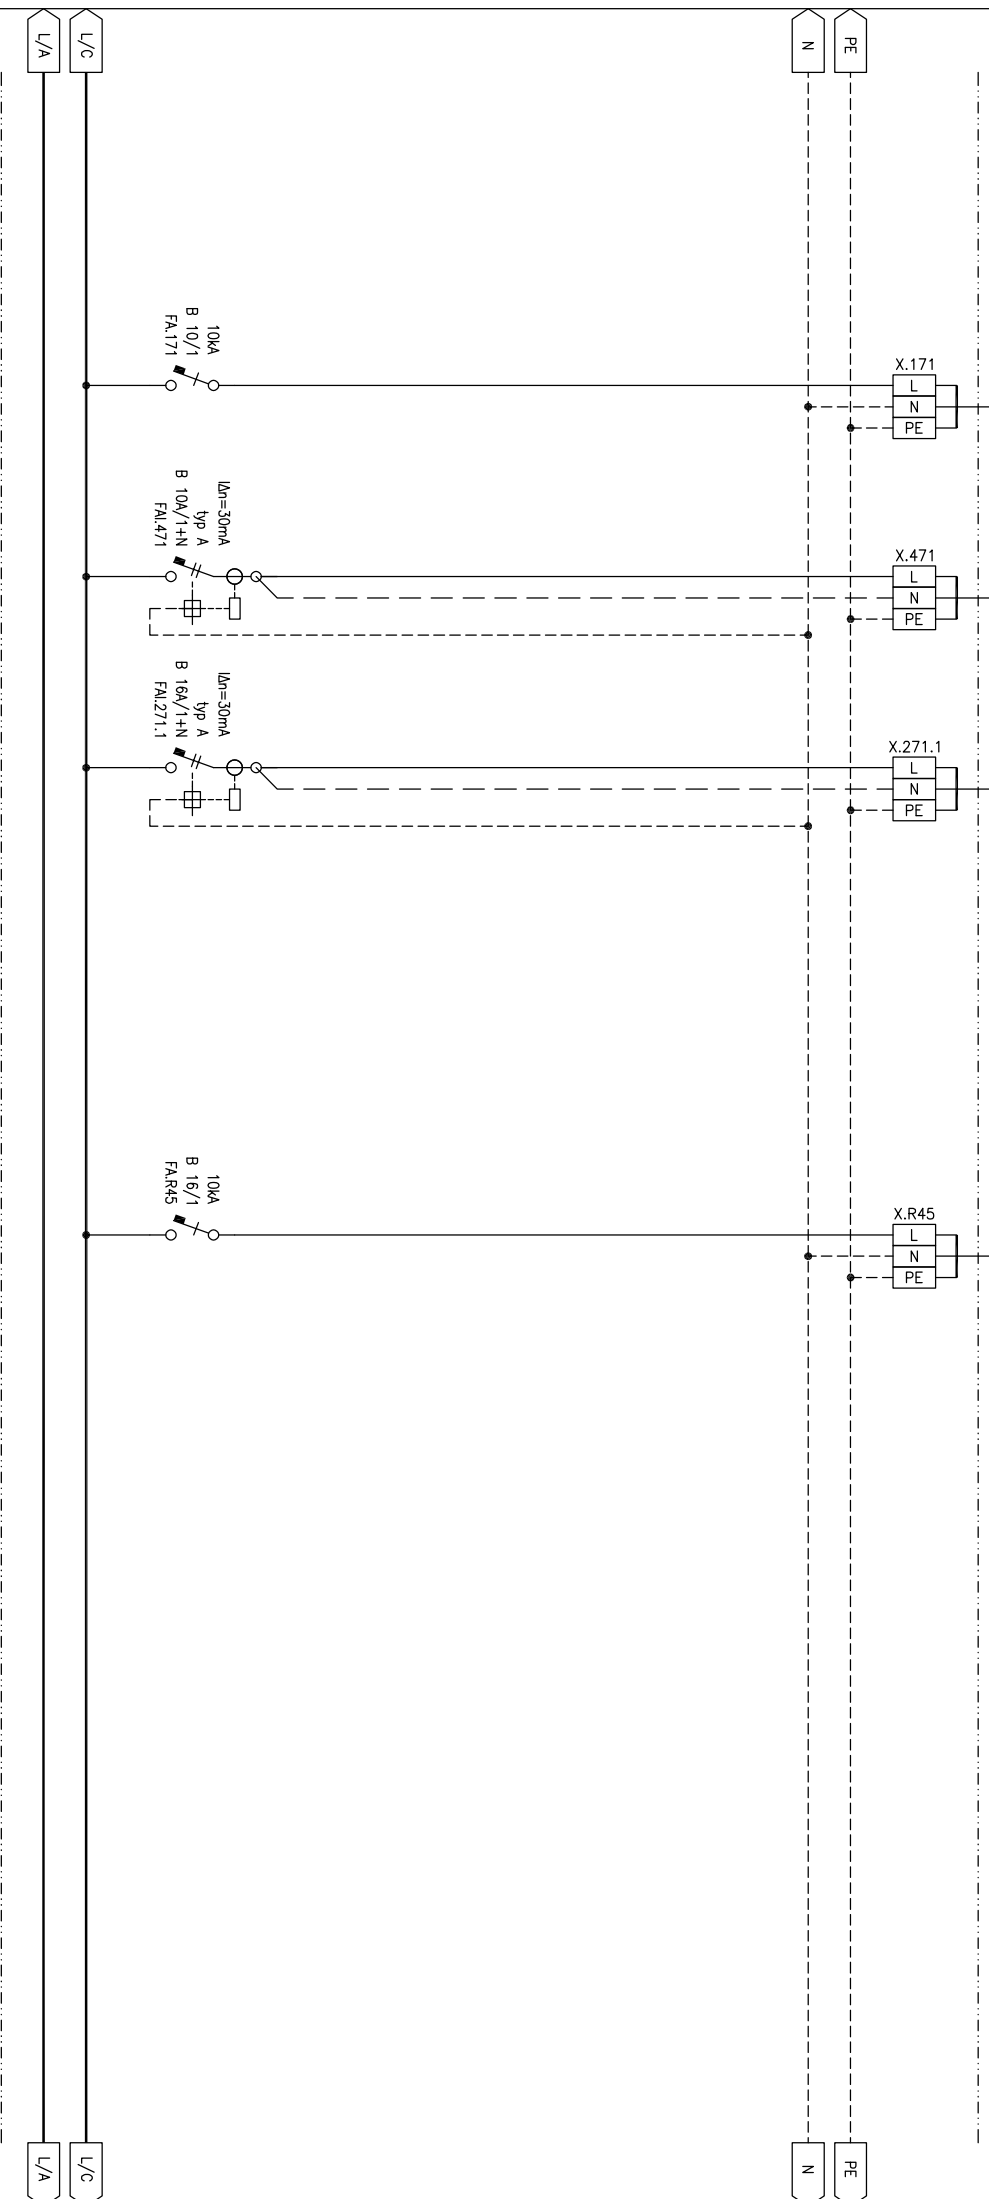 L/A
L/C
N
PE
10kA
B 10/1
FA.171
X.171
L
N
PE
IΔn=30mA
typ A
B 10A/1+N
FAI.471
X.471
L
N
PE
IΔn=30mA
typ A
B 16A/1+N
FAI.271.1
X.271.1
L
N
PE
10kA
B 16/1
FA.R45
X.R45
L
N
PE
L/A
L/C
N
PE